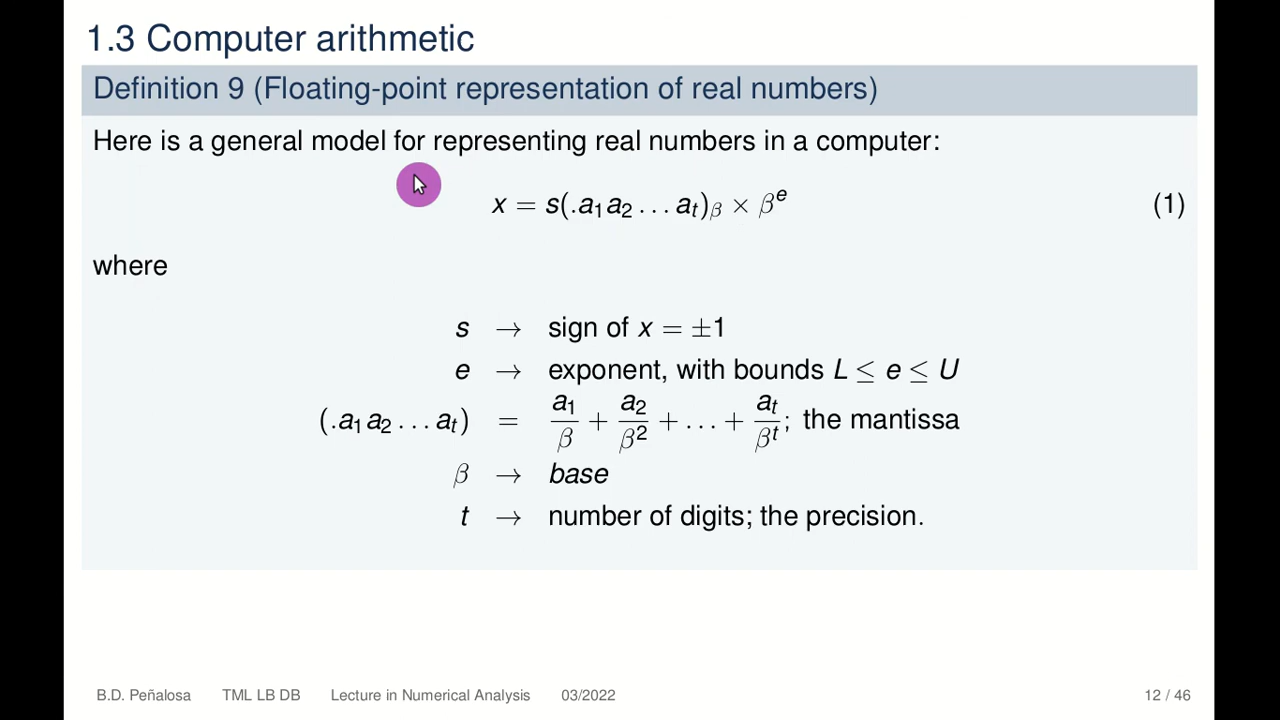 1.3 Computer arithmetic
Definition 9 (Floating-point representation of real numbers)
Here is a general model for representing real numbers in a computer:
x = s(.a₁a₂ . . . aₜ)_β × β^e (1)
where
s → sign of x = ±1
e → exponent, with bounds L ≤ e ≤ U
(.a₁a₂ . . . aₜ) = a₁/β + a₂/β² + . . . + aₜ/βᵗ; the mantissa
β → base
t → number of digits; the precision.
B.D. Peñalosa TML LB DB Lecture in Numerical Analysis 03/2022 12 / 46